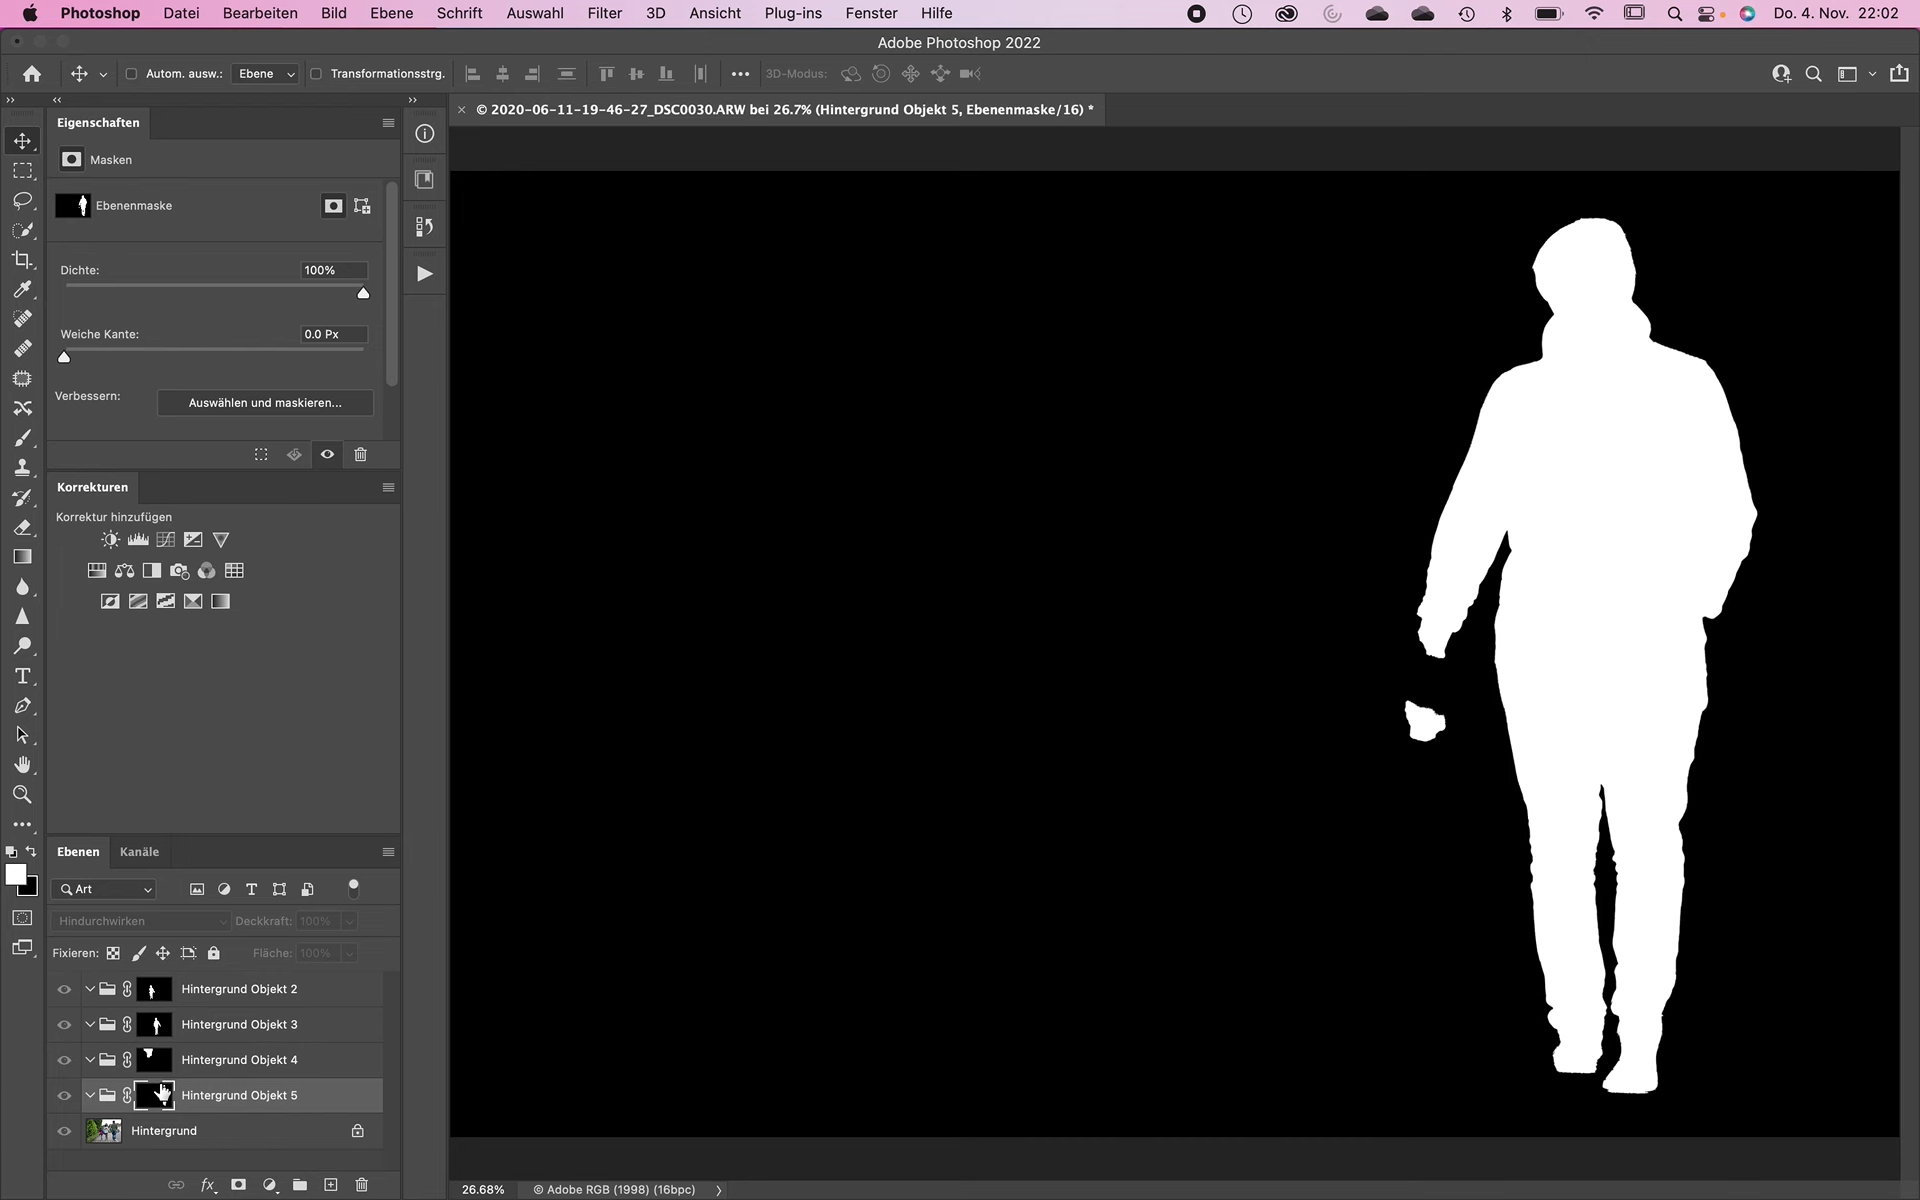 Photoshop Datei Bearbeiten Bild Ebene Schrift Auswahl Filter 3D Ansicht Plug-ins Fenster Hilfe Do. 4. Nov. 22:02
Adobe Photoshop 2022
Autom. ausw.: Ebene Transformationsstrg. 3D-Modus:
© 2020-06-11-19-46-27_DSC0030.ARW bei 26.7% (Hintergrund Objekt 5, Ebenenmaske/16) *
Eigenschaften
Masken
Ebenenmaske
Dichte: 100%
Weiche Kante: 0.0 Px
Verbessern: Auswählen und maskieren...
Korrekturen
Korrektur hinzufügen
Ebenen Kanäle
Art
Hindurchwirken Deckkraft: 100%
Fixieren: Fläche: 100%
Hintergrund Objekt 2
Hintergrund Objekt 3
Hintergrund Objekt 4
Hintergrund Objekt 5
Hintergrund
fx
26.68% © Adobe RGB (1998) (16bpc)